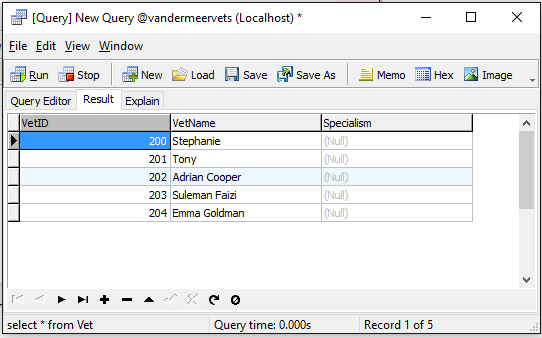 [Query] New Query @vandermeervets (Localhost) *
File Edit View Window
Run Stop New Load Save Save As Memo Hex Image
Query Editor Result Explain
VetID VetName Specialism
200 Stephanie (Null)
201 Tony (Null)
202 Adrian Cooper (Null)
203 Suleman Faizi (Null)
204 Emma Goldman (Null)
select * from Vet Query time: 0.000s Record 1 of 5